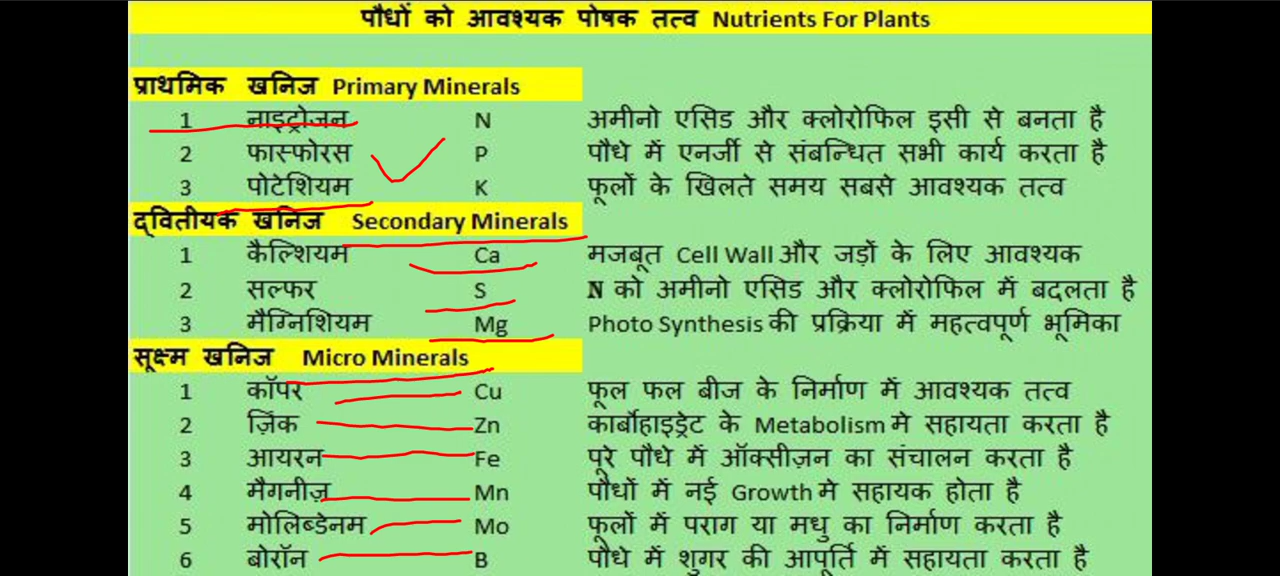 पौधों को आवश्यक पोषक तत्व Nutrients For Plants
प्राथमिक खनिज Primary Minerals
1 नाइट्रोजन N अमीनो एसिड और क्लोरोफिल इसी से बनता है
2 फास्फोरस P पौधे में एनर्जी से संबन्धित सभी कार्य करता है
3 पोटेशियम K फूलों के खिलते समय सबसे आवश्यक तत्व
द्वितीयक खनिज Secondary Minerals
1 कैल्शियम Ca मजबूत Cell Wall और जड़ों के लिए आवश्यक
2 सल्फर S N को अमीनो एसिड और क्लोरोफिल में बदलता है
3 मैग्निशियम Mg Photo Synthesis की प्रक्रिया में महत्वपूर्ण भूमिका
सूक्ष्म खनिज Micro Minerals
1 कॉपर Cu फूल फल बीज के निर्माण में आवश्यक तत्व
2 ज़िंक Zn कार्बोहाइड्रेट के Metabolism मे सहायता करता है
3 आयरन Fe पूरे पौधे में ऑक्सीज़न का संचालन करता है
4 मैगनीज़ Mn पौधों में नई Growth मे सहायक होता है
5 मोलिब्डेनम Mo फूलों में पराग या मधु का निर्माण करता है
6 बोरॉन B पौधे में शुगर की आपूर्ति में सहायता करता है